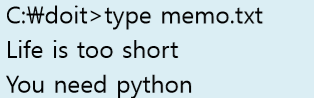 C:₩doit>type memo.txt
Life is too short
You need python